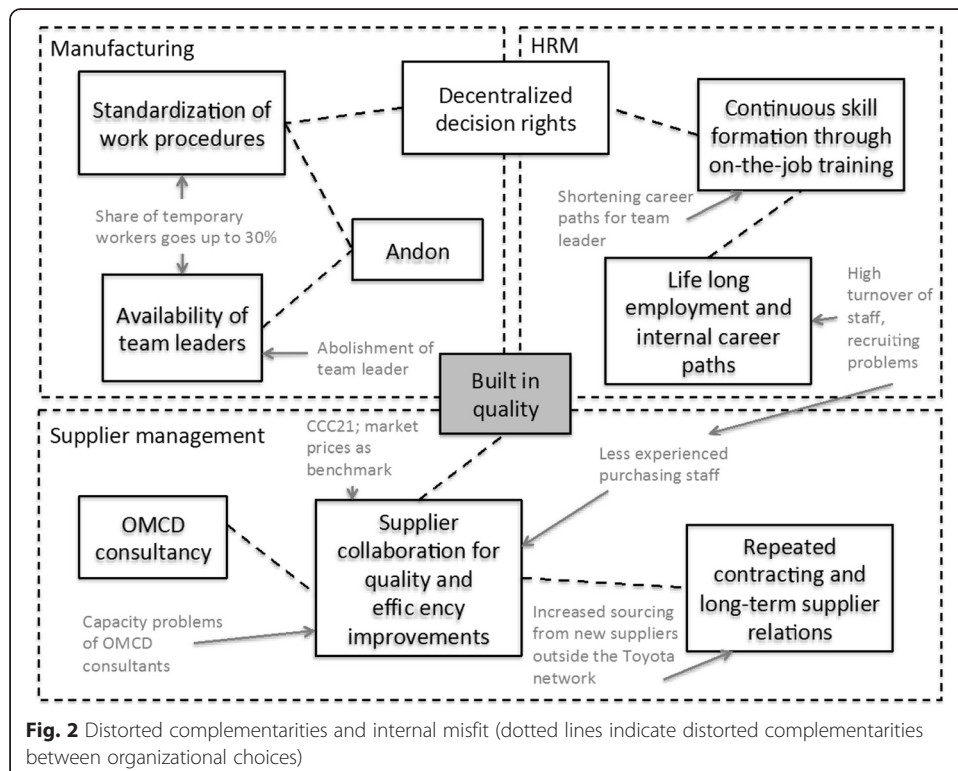 Manufacturing
HRM
Standardization of
work procedures
Decentralized
decision rights
Continuous skill
formation through
on-the-job training
Share of temporary
workers goes up to 30%
Shortening career
paths for team
leader
Andon
Availability of
team leaders
Life long
employment and
internal career
paths
High
turnover of
staff,
recruiting
problems
Abolishment of
team leader
Built in
quality
Supplier management
CCC21; market
prices as
benchmark
Less experienced
purchasing staff
OMCD
consultancy
Supplier
collaboration for
quality and
effic ency
improvements
Repeated
contracting and
long-term supplier
relations
Capacity problems
of OMCD
consultants
Increased sourcing
from new suppliers
outside the Toyota
network
Fig. 2 Distorted complementarities and internal misfit (dotted lines indicate distorted complementarities
between organizational choices)